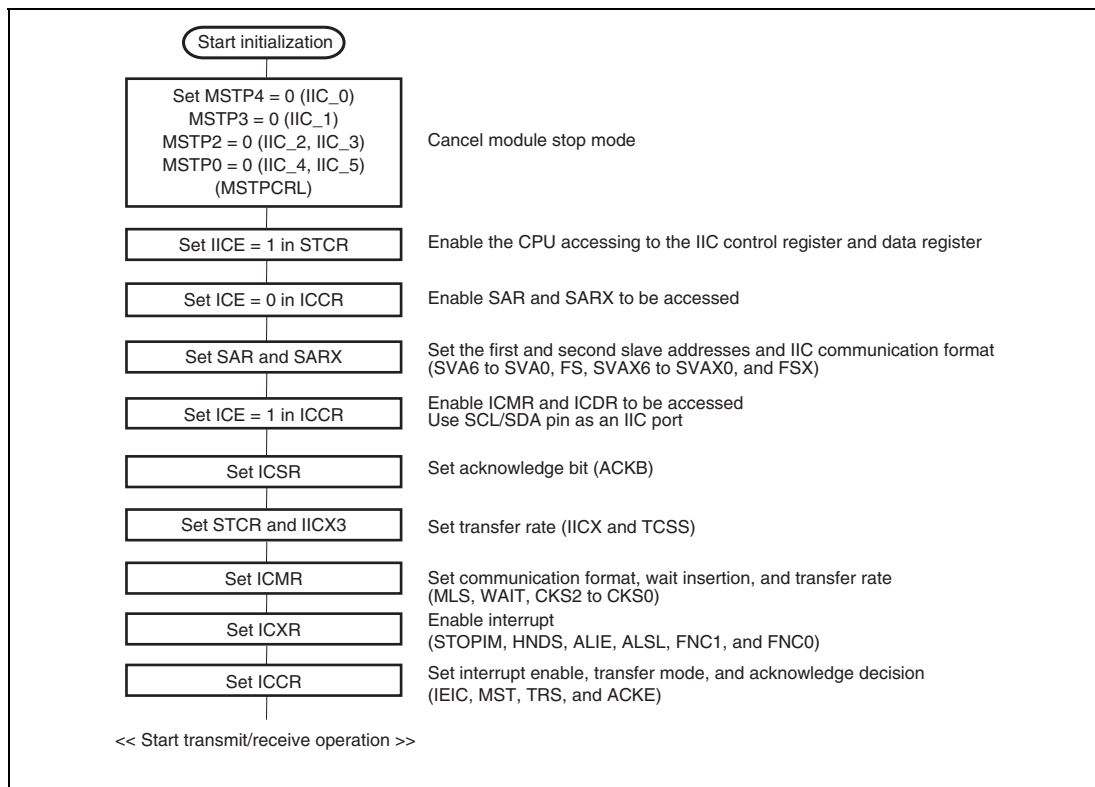 Start initialization
Set MSTP4 = 0 (IIC_0)
MSTP3 = 0 (IIC_1)
MSTP2 = 0 (IIC_2, IIC_3)
MSTP0 = 0 (IIC_4, IIC_5)
(MSTPCRL)
Cancel module stop mode
Set IICE = 1 in STCR
Enable the CPU accessing to the IIC control register and data register
Set ICE = 0 in ICCR
Enable SAR and SARX to be accessed
Set SAR and SARX
Set the first and second slave addresses and IIC communication format
(SVA6 to SVA0, FS, SVAX6 to SVAX0, and FSX)
Set ICE = 1 in ICCR
Enable ICMR and ICDR to be accessed
Use SCL/SDA pin as an IIC port
Set ICSR
Set acknowledge bit (ACKB)
Set STCR and IICX3
Set transfer rate (IICX and TCSS)
Set ICMR
Set communication format, wait insertion, and transfer rate
(MLS, WAIT, CKS2 to CKS0)
Set ICXR
Enable interrupt
(STOPIM, HNDS, ALIE, ALSL, FNC1, and FNC0)
Set ICCR
Set interrupt enable, transfer mode, and acknowledge decision
(IEIC, MST, TRS, and ACKE)
<< Start transmit/receive operation >>